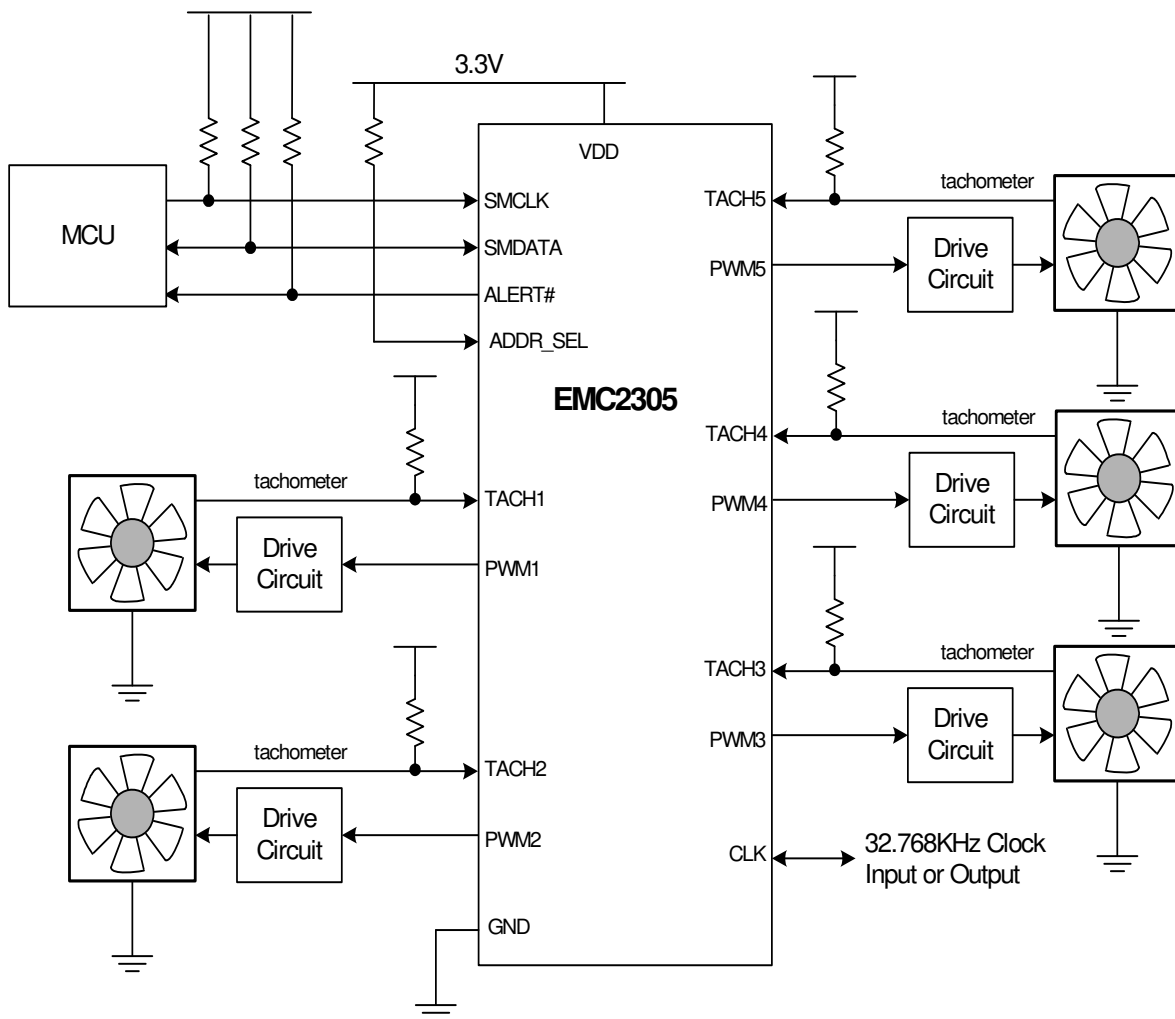 3.3V
VDD
MCU
SMCLK
SMDATA
ALERT#
ADDR_SEL
EMC2305
TACH5
tachometer
PWM5
Drive
Circuit
TACH4
tachometer
PWM4
Drive
Circuit
tachometer
TACH1
Drive
Circuit
PWM1
TACH3
tachometer
PWM3
Drive
Circuit
tachometer
TACH2
Drive
Circuit
PWM2
CLK
32.768KHz Clock
Input or Output
GND